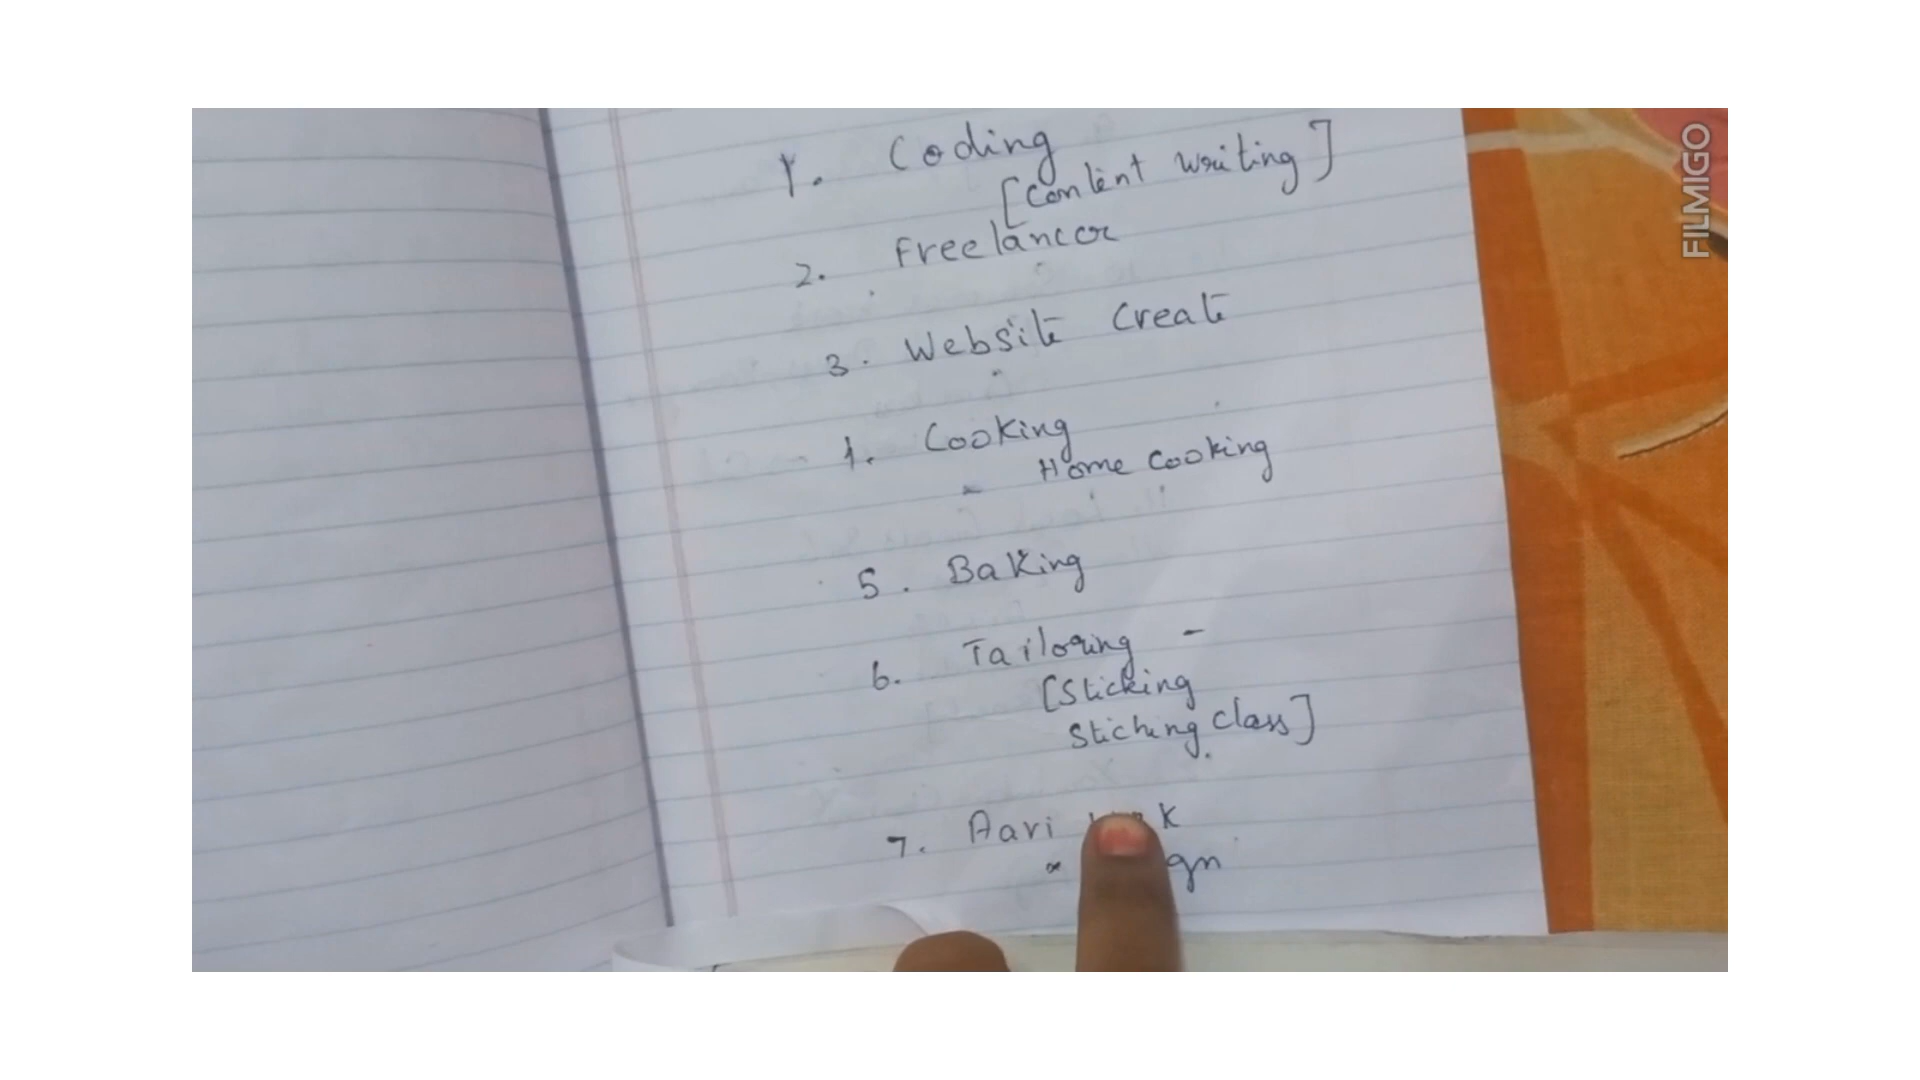 1. Coding
[Content writing]
2. Freelancer
3. Website Create
4. Cooking
Home Cooking
5. Baking
6. Tailoring -
[Sticking
Stiching Class]
7. Aari
FILMIGO